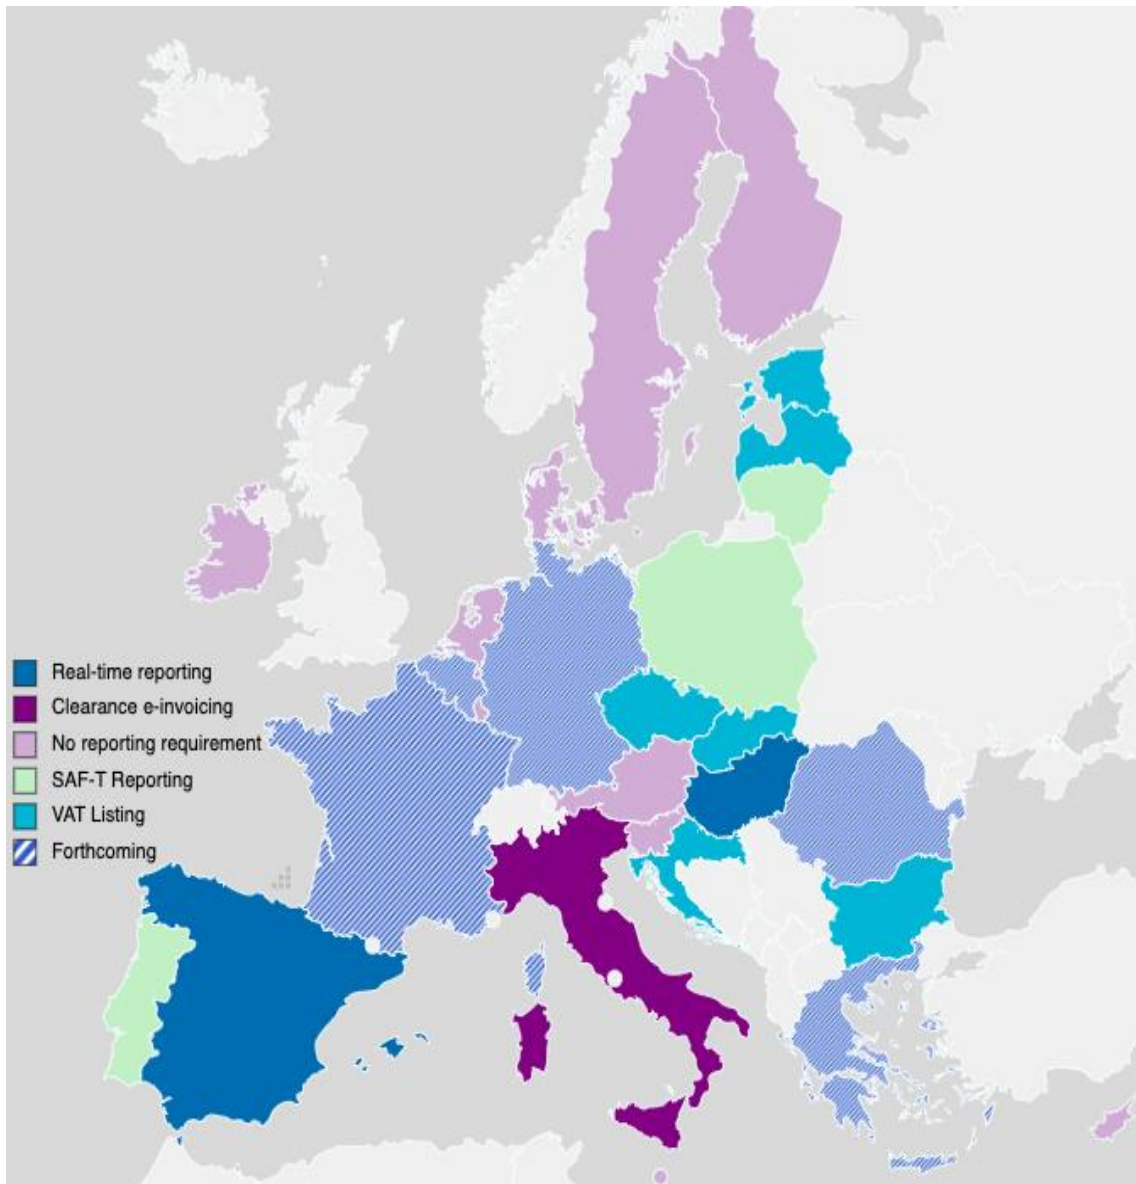 Real-time reporting
Clearance e-invoicing
No reporting requirement
SAF-T Reporting
VAT Listing
Forthcoming